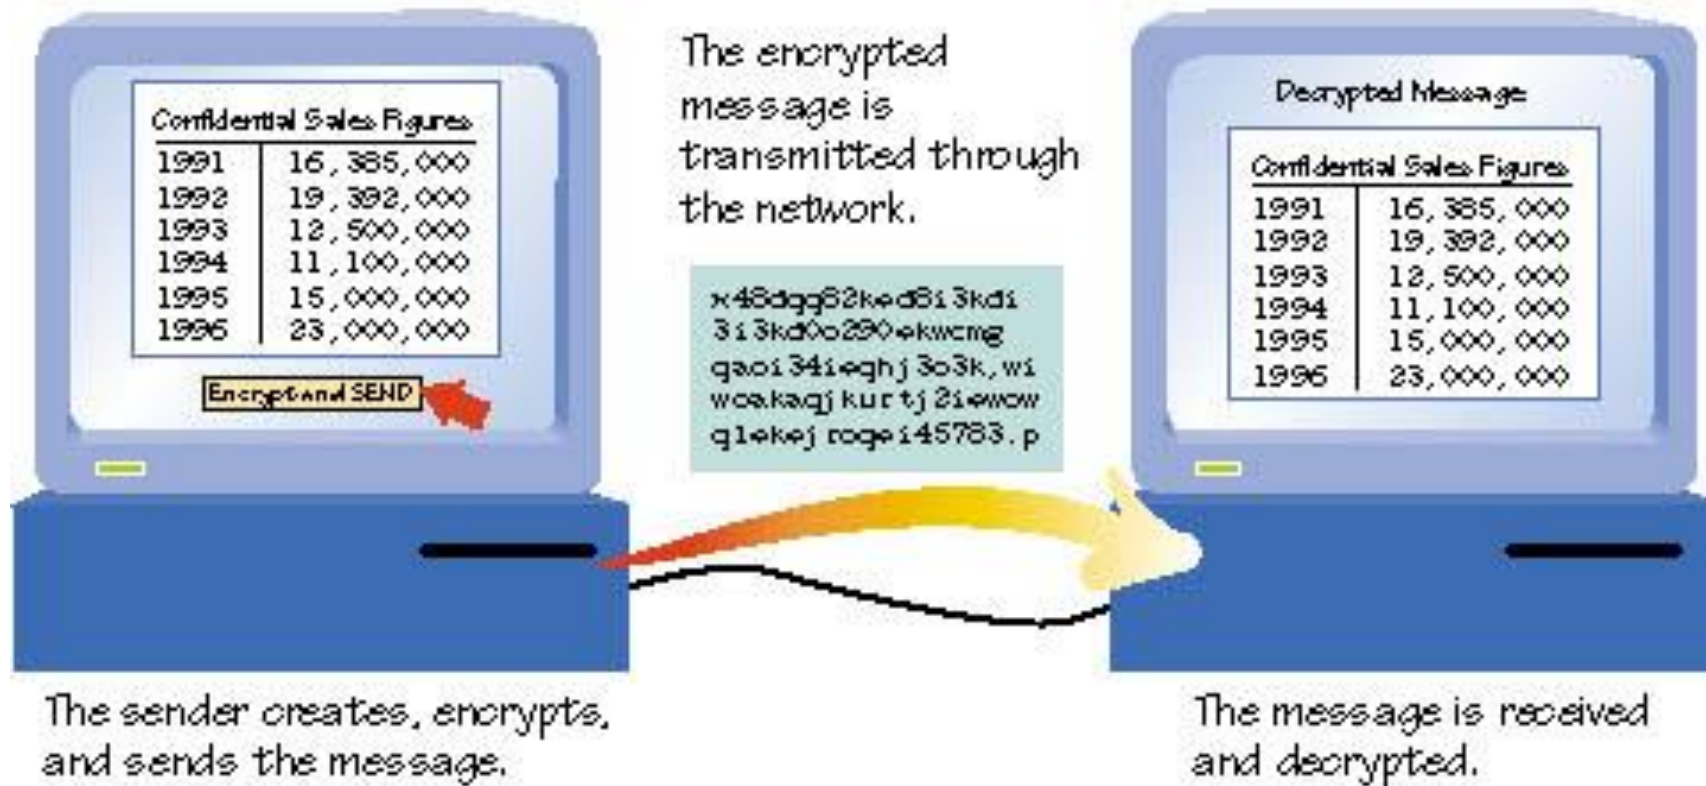 Confidential Sales Figures
1991 16,385,000
1992 19,392,000
1993 12,500,000
1994 11,100,000
1995 15,000,000
1996 23,000,000
Encrypt and SEND
The sender creates, encrypts,
and sends the message.
The encrypted
message is
transmitted through
the network.
x48dgg82ked8i3kdi
3i3kd0o290ekwcmg
qaoi34ieghj3o3k,wi
woakaqjkurtj2iewow
qlekejrogei45783.p
Decrypted Message
Confidential Sales Figures
1991 16,385,000
1992 19,392,000
1993 12,500,000
1994 11,100,000
1995 15,000,000
1996 23,000,000
The message is received
and decrypted.